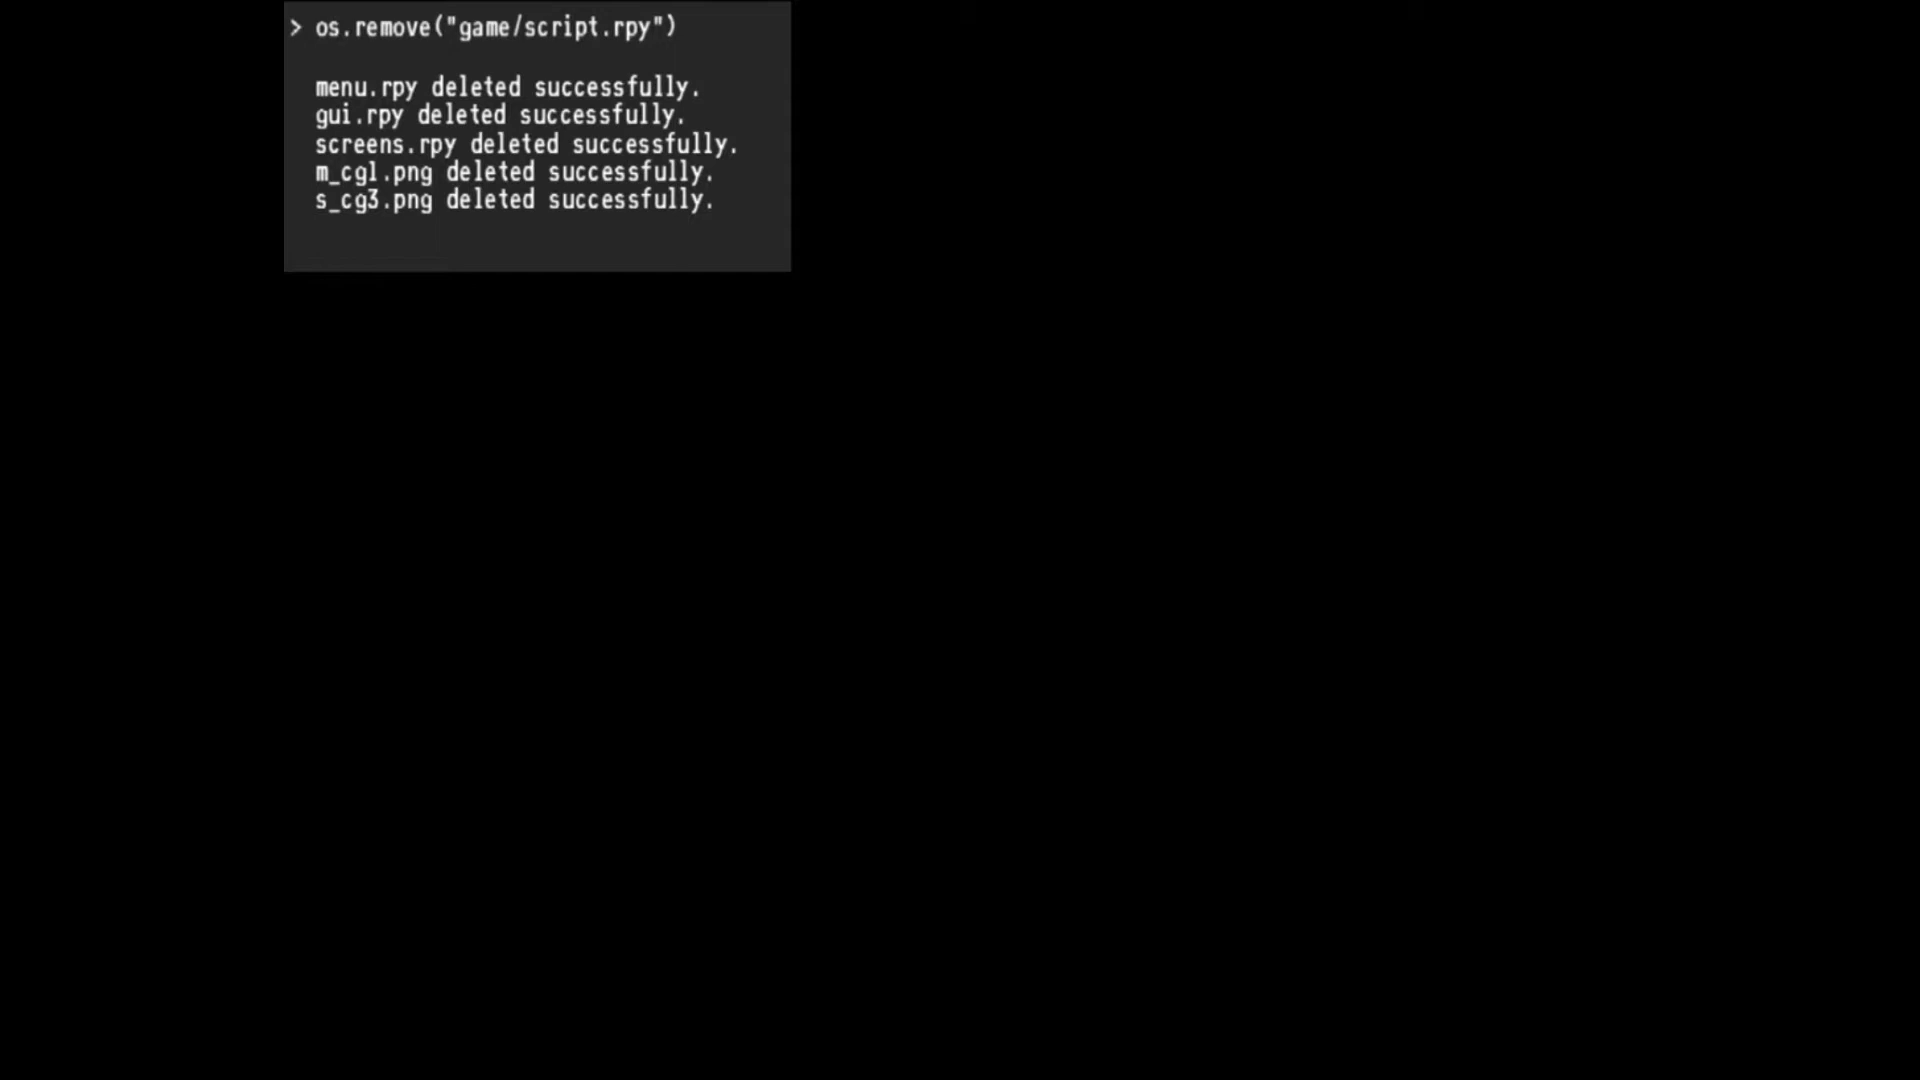 > os.remove("game/script.rpy")
menu.rpy deleted successfully.
gui.rpy deleted successfully.
screens.rpy deleted successfully.
m_cg1.png deleted successfully.
s_cg3.png deleted successfully.